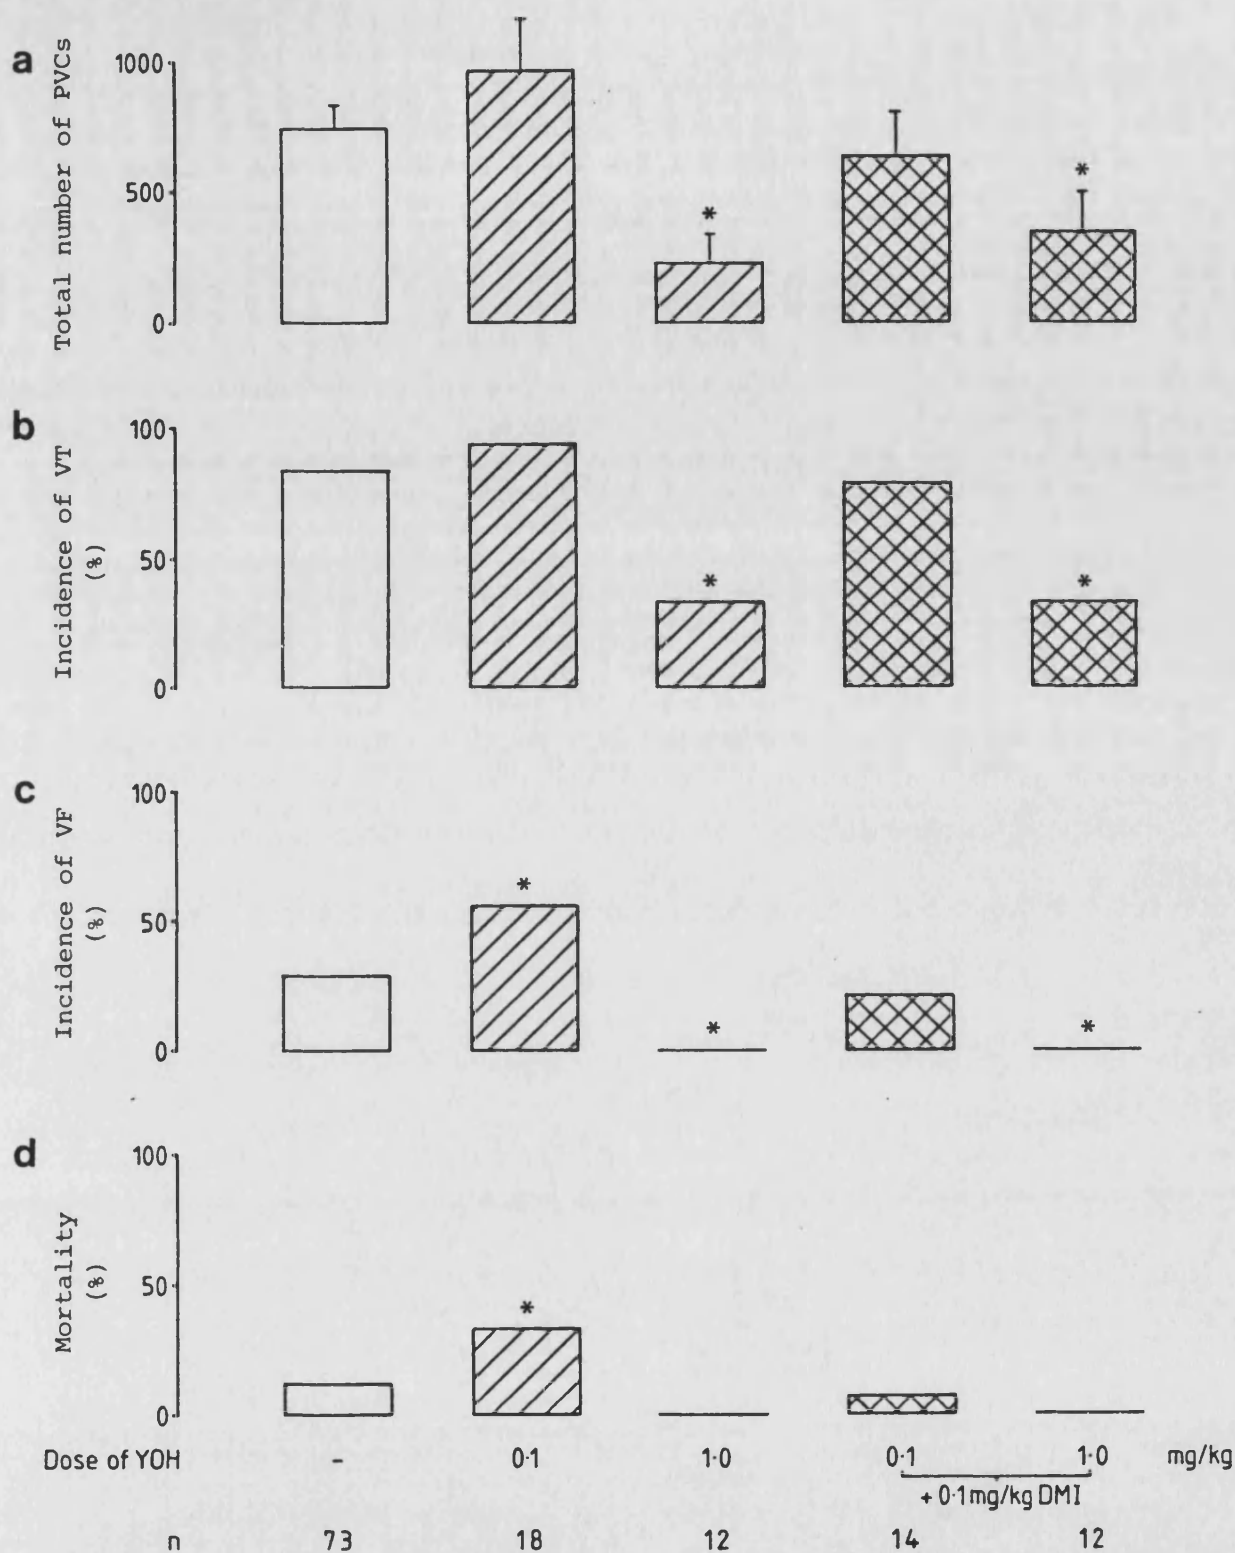 a
Total number of PVCs
1000
500
0
*
*
b
Incidence of VT
(%)
100
50
0
*
*
c
Incidence of VF
(%)
100
50
0
*
*
*
d
Mortality
(%)
100
50
0
*
Dose of YOH - 0·1 1·0 0·1 1·0 mg/kg
+ 0·1mg/kg DMI
n 73 18 12 14 12